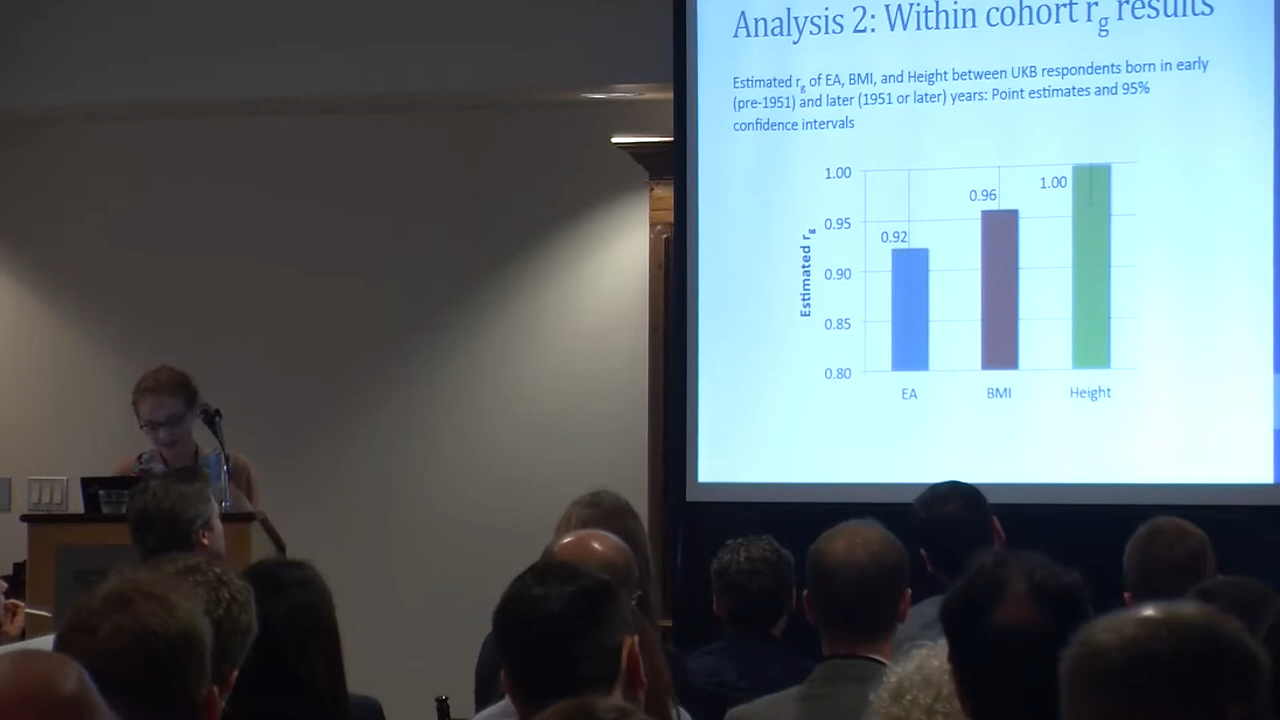 Analysis 2: Within cohort rg results
Estimated rg of EA, BMI, and Height between UKB respondents born in early
(pre-1951) and later (1951 or later) years: Point estimates and 95%
confidence intervals
1.00
0.95
0.90
0.85
0.80
Estimated rg
0.92
0.96
1.00
EA
BMI
Height